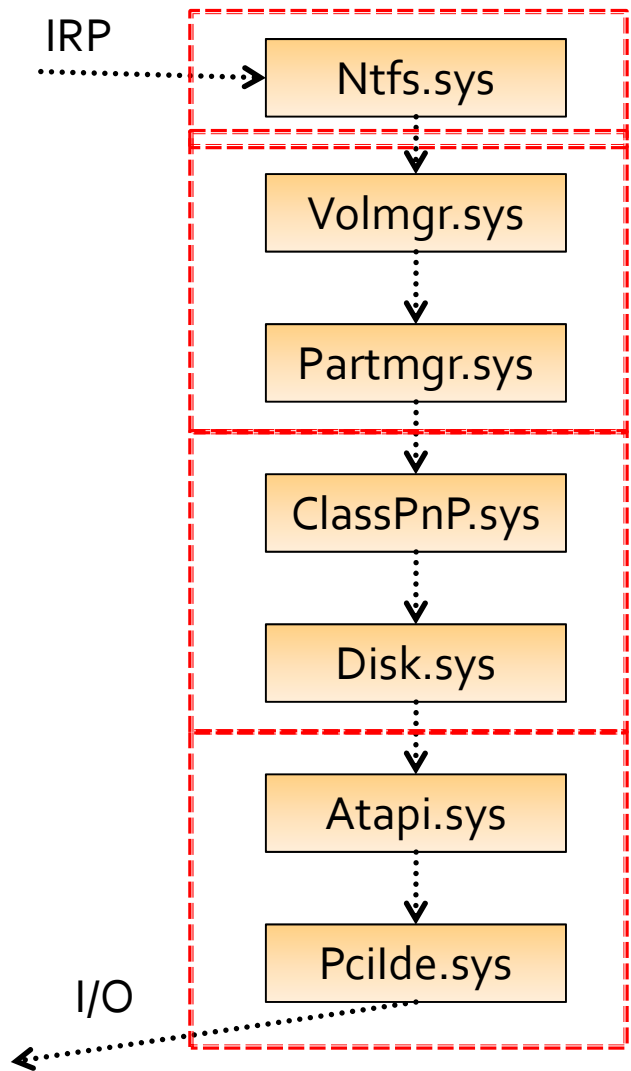 IRP
Ntfs.sys
Volmgr.sys
Partmgr.sys
ClassPnP.sys
Disk.sys
Atapi.sys
PciIde.sys
I/O